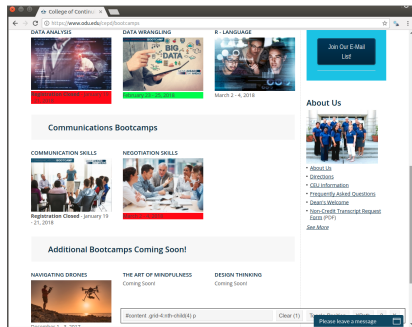 College of Continu
https://www.odu.edu/cepd/bootcamps
DATA ANALYSIS
DATA WRANGLING
R - LANGUAGE
BOOTCAMP
BIG
DATA
February 23 - 25, 2018
March 2 - 4, 2018
Join Our E-Mail
List!
About Us
About Us
Directions
CEU Information
Frequently Asked Questions
Dean's Welcome
Non-Credit Transcript Request
Form (PDF)
See More
Communications Bootcamps
COMMUNICATION SKILLS
NEGOTIATION SKILLS
BOOTCAMP
Registration Closed - January 19
- 21, 2018
Additional Bootcamps Coming Soon!
NAVIGATING DRONES
THE ART OF MINDFULNESS
DESIGN THINKING
Coming Soon!
Coming Soon!
#content .grid-4:nth-child(4) p
Clear (1)
Please leave a message